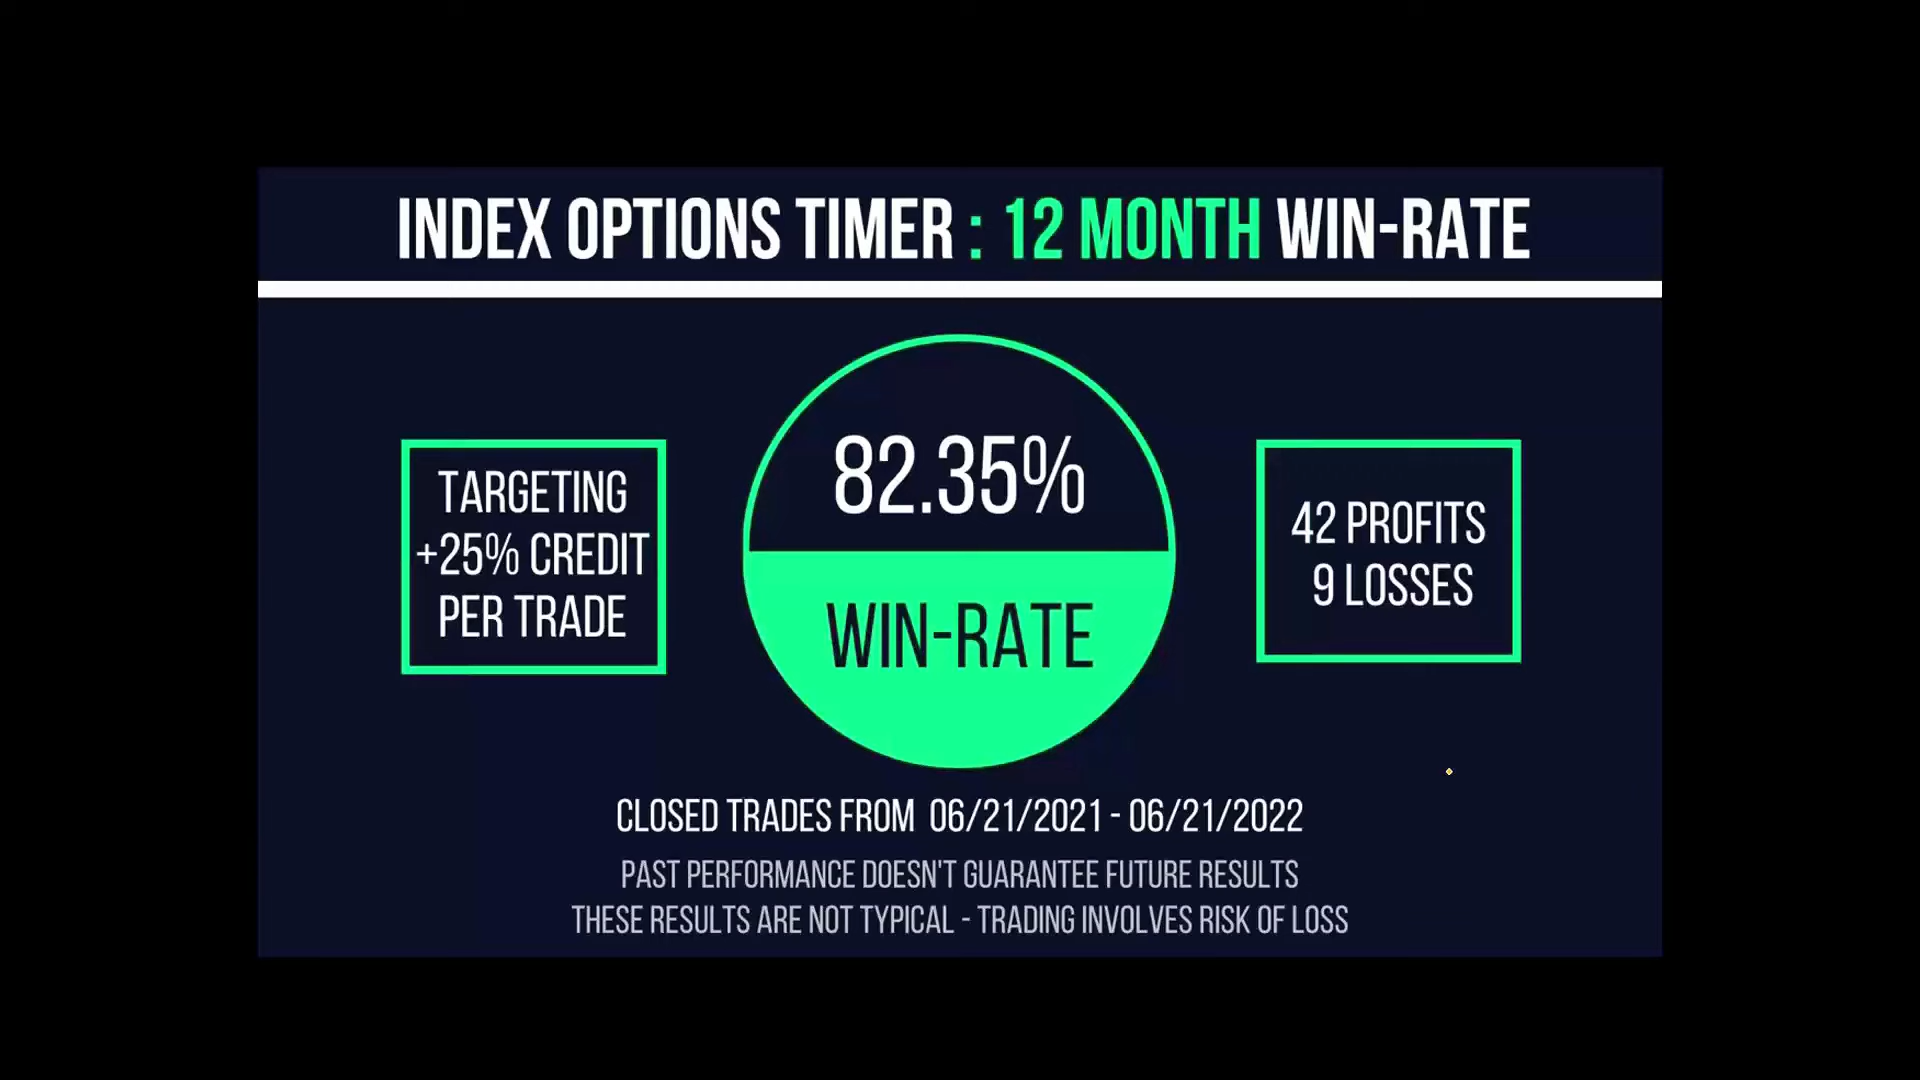 INDEX OPTIONS TIMER : 12 MONTH WIN-RATE
TARGETING
+25% CREDIT
PER TRADE
82.35%
WIN-RATE
42 PROFITS
9 LOSSES
CLOSED TRADES FROM 06/21/2021 - 06/21/2022
PAST PERFORMANCE DOESN'T GUARANTEE FUTURE RESULTS
THESE RESULTS ARE NOT TYPICAL - TRADING INVOLVES RISK OF LOSS